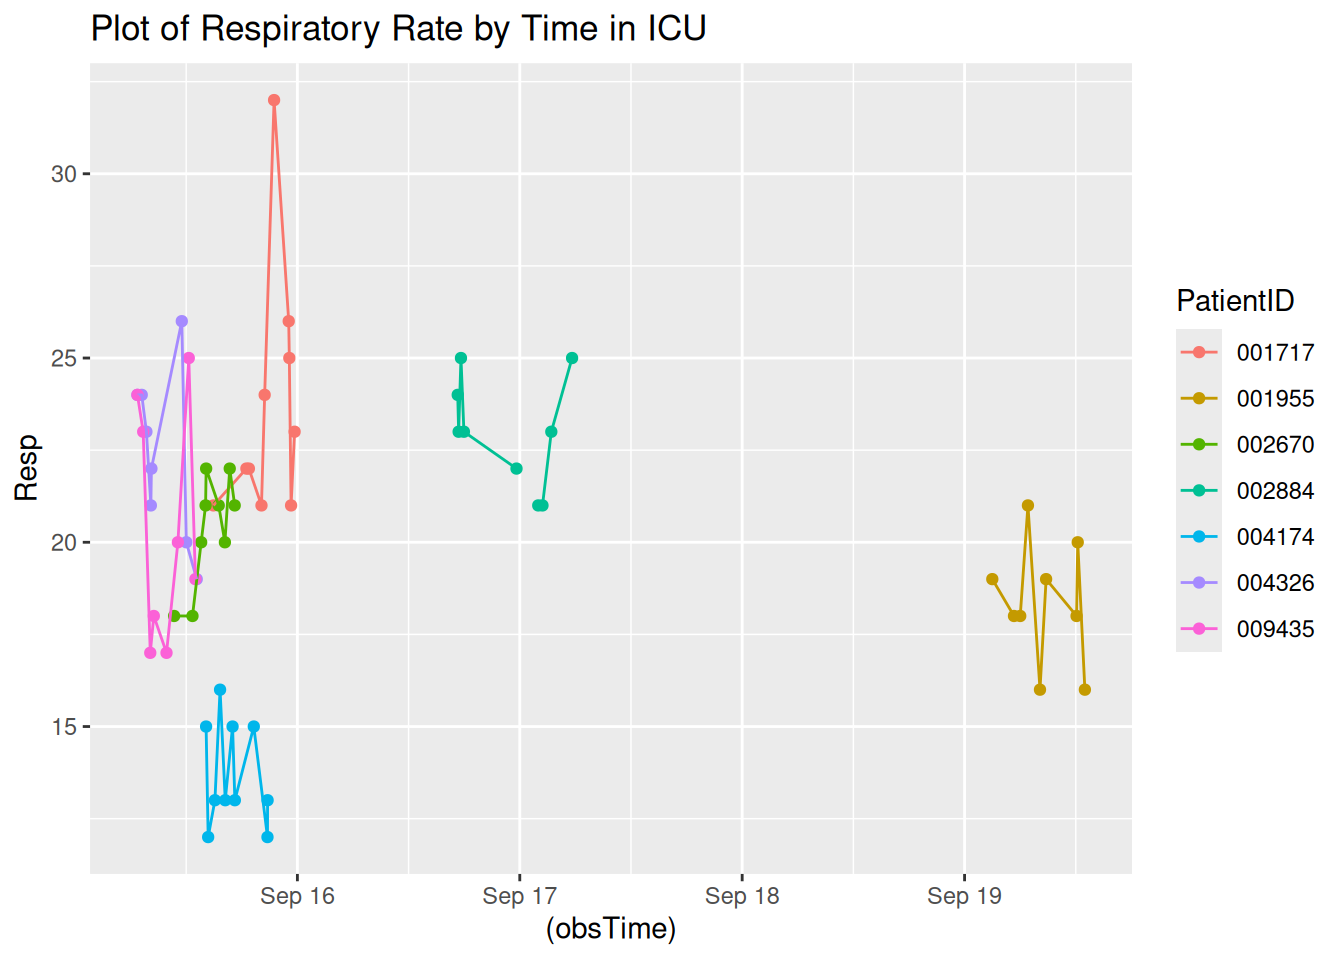 Plot of Respiratory Rate by Time in ICU
Resp
30
25
20
15
Sep 16 Sep 17 Sep 18 Sep 19
(obsTime)
PatientID
001717
001955
002670
002884
004174
004326
009435